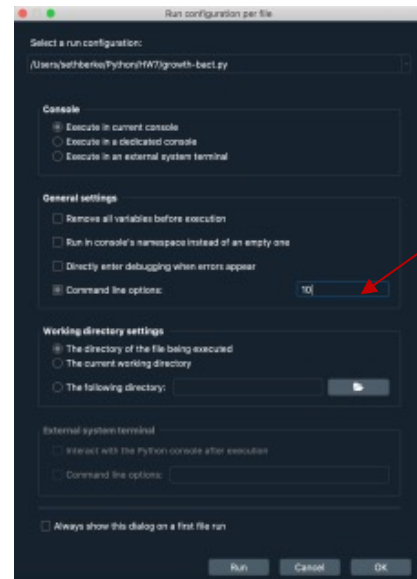 Run configuration per file
Select a run configuration:
/Users/sethberke/Python/HW7/growth-bact.py
Console
Execute in current console
Execute in a dedicated console
Execute in an external system terminal
General settings
Remove all variables before execution
Run in console's namespace instead of an empty one
Directly enter debugging when errors appear
Command line options: 10
Working directory settings
The directory of the file being executed
The current working directory
The following directory:
External system terminal
Interact with the Python console after execution
Command line options:
Always show this dialog on a first file run
Run Cancel OK